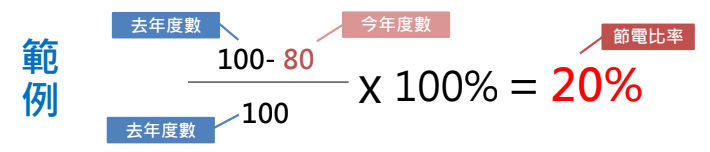 範例
去年度數
今年度數
100- 80
去年度數
100
x 100% = 20%
節電比率